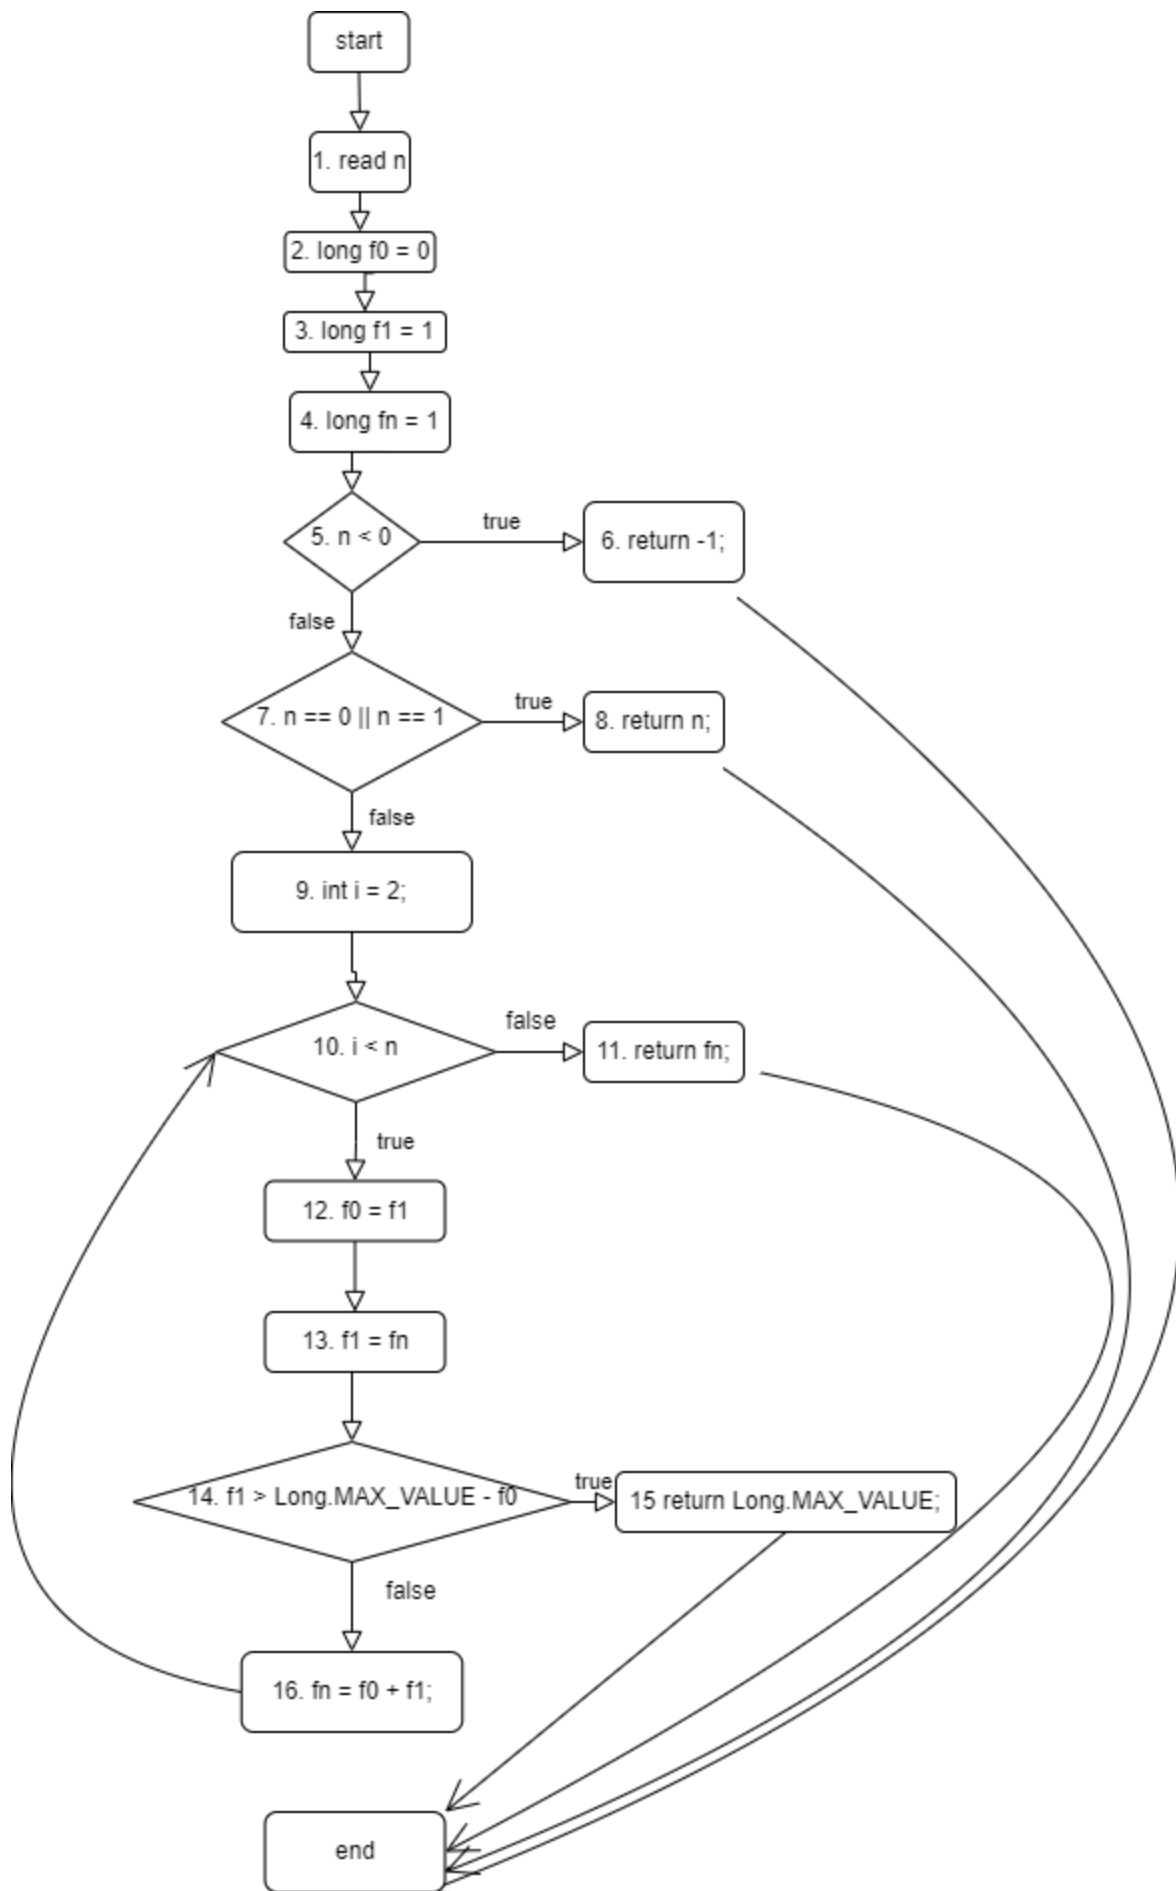 start
1. read n
2. long f0 = 0
3. long f1 = 1
4. long fn = 1
5. n < 0
true
6. return -1;
false
7. n == 0 || n == 1
true
8. return n;
false
9. int i = 2;
10. i < n
false
11. return fn;
true
12. f0 = f1
13. f1 = fn
14. f1 > Long.MAX_VALUE - f0
true
15 return Long.MAX_VALUE;
false
16. fn = f0 + f1;
end